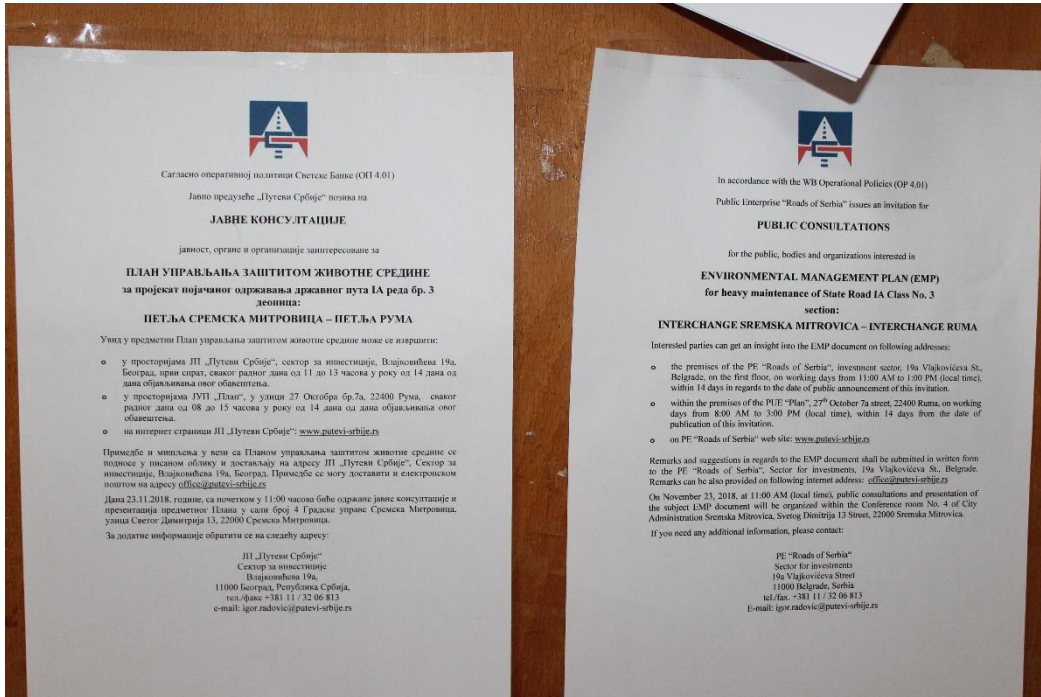 Сагласно оперативној политици Светске Банке (ОП 4.01)
Јавно предузеће „Путеви Србије“ позива на
ЈАВНЕ КОНСУЛТАЦИЈЕ
јавност, органе и организације заинтересоване за
ПЛАН УПРАВЉАЊА ЗАШТИТОМ ЖИВОТНЕ СРЕДИНЕ
за пројекат појачаног одржавања државног пута IA реда бр. 3
деоница:
ПЕТЉА СРЕМСКА МИТРОВИЦА – ПЕТЉА РУМА
Увид у предметни План управљања заштитом животне средине може се извршити:
o у просторијама ЈП „Путеви Србије“, сектор за инвестиције, Влајковићева 19а,
Београд, први спрат, сваког радног дана од 11 до 13 часова у року од 14 дана од
дана објављивања овог обавештења.
o у просторијама ЈУП „План“, у улици 27 Октобра бр.7а, 22400 Рума, сваког
радног дана од 08 до 15 часова у року од 14 дана од дана објављивања овог
обавештења.
o на интернет страници ЈП „Путеви Србије“: www.putevi-srbije.rs
Примедбе и мишљења у вези са Планом управљања заштитом животне средине се
подносе у писаном облику и достављају на адресу ЈП „Путеви Србије“, Сектор за
инвестиције, Влајковићева 19а, Београд. Примедбе се могу доставити и електронском
поштом на адресу office@putevi-srbije.rs
Дана 23.11.2018. године, са почетком у 11:00 часова биће одржане јавне консултације и
презентација предметног Плана у сали број 4 Градске управе Сремска Митровица,
улица Светог Димитрија 13, 22000 Сремска Митровица.
За додатне информације обратити се на следећу адресу:
ЈП „Путеви Србије“
Сектор за инвестиције
Влајковићева 19а,
11000 Београд, Република Србија,
тел./факс +381 11 / 32 06 813
e-mail: igor.radovic@putevi-srbije.rs
In accordance with the WB Operational Policies (OP 4.01)
Public Enterprise "Roads of Serbia" issues an invitation for
PUBLIC CONSULTATIONS
for the public, bodies and organizations interested in
ENVIRONMENTAL MANAGEMENT PLAN (EMP)
for heavy maintenance of State Road IA Class No. 3
section:
INTERCHANGE SREMSKA MITROVICA – INTERCHANGE RUMA
Interested parties can get an insight into the EMP document on following addresses:
o the premises of the PE "Roads of Serbia", investment sector, 19a Vlajkovićeva St.,
Belgrade, on the first floor, on working days from 11:00 AM to 1:00 PM (local time),
within 14 days in regards to the date of public announcement of this invitation.
o within the premises of the PUE "Plan", 27th October 7a street, 22400 Ruma, on working
days from 8:00 AM to 3:00 PM (local time), within 14 days from the date of
publication of this invitation.
o on PE "Roads of Serbia" web site: www.putevi-srbije.rs
Remarks and suggestions in regards to the EMP document shall be submitted in written form
to the PE "Roads of Serbia", Sector for investments, 19a Vlajkovićeva St., Belgrade.
Remarks can be also provided on following internet address: office@putevi-srbije.rs
On November 23, 2018, at 11:00 AM (local time), public consultations and presentation of
the subject EMP document will be organized within the Conference room No. 4 of City
Administration Sremska Mitrovica, Svetog Dimitrija 13 Street, 22000 Sremska Mitrovica.
If you need any additional information, please contact:
PE "Roads of Serbia"
Sector for investments
19a Vlajkovićeva Street
11000 Belgrade, Serbia
tel./fax. +381 11 / 32 06 813
E-mail: igor.radovic@putevi-srbije.rs